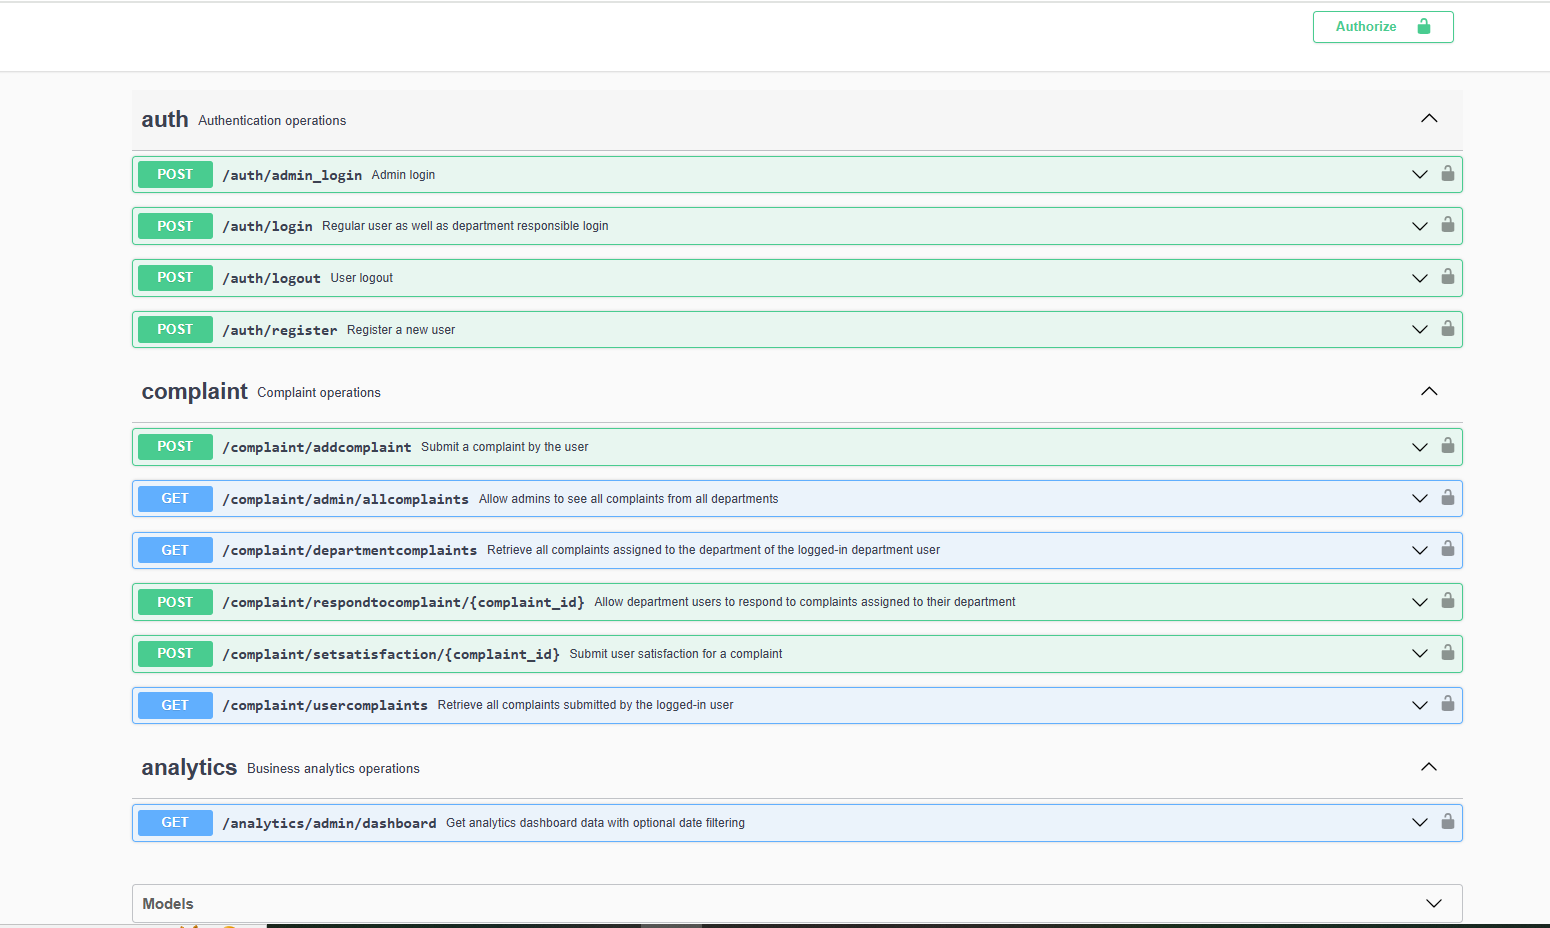 Authorize
auth Authentication operations
POST /auth/admin_login Admin login
POST /auth/login Regular user as well as department responsible login
POST /auth/logout User logout
POST /auth/register Register a new user
complaint Complaint operations
POST /complaint/addcomplaint Submit a complaint by the user
GET /complaint/admin/allcomplaints Allow admins to see all complaints from all departments
GET /complaint/departmentcomplaints Retrieve all complaints assigned to the department of the logged-in department user
POST /complaint/respondtocomplaint/{complaint_id} Allow department users to respond to complaints assigned to their department
POST /complaint/setsatisfaction/{complaint_id} Submit user satisfaction for a complaint
GET /complaint/usercomplaints Retrieve all complaints submitted by the logged-in user
analytics Business analytics operations
GET /analytics/admin/dashboard Get analytics dashboard data with optional date filtering
Models